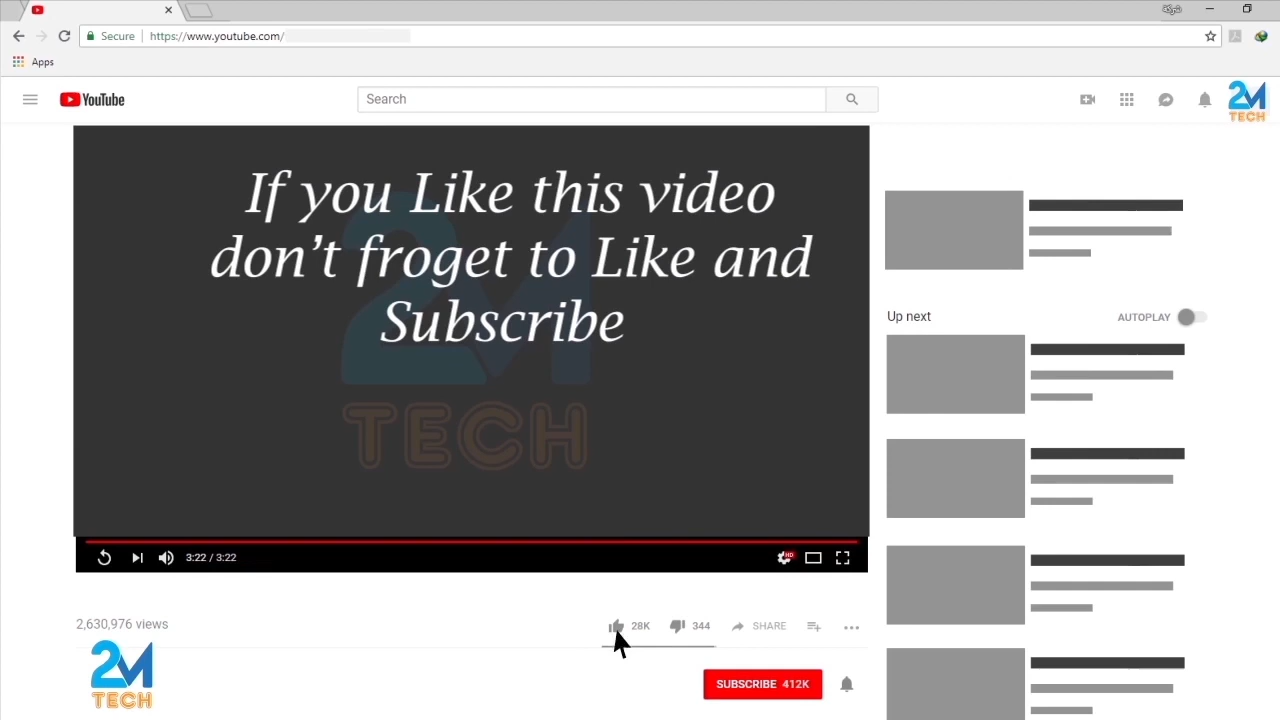 Secure https://www.youtube.com/
Apps
YouTube
Search
2M
TECH
If you Like this video
don't froget to Like and
Subscribe
2M
TECH
Up next
AUTOPLAY
3:22 / 3:22
HD
2,630,976 views
28K
344
SHARE
2M
TECH
SUBSCRIBE 412K